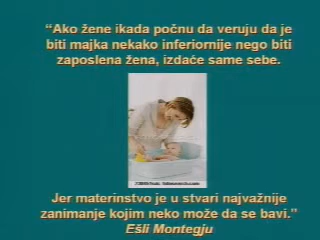 “Ako žene ikada počnu da veruju da je
biti majka nekako inferiornije nego biti
zaposlena žena, izdaće same sebe.
Jer materinstvo je u stvari najvažnije
zanimanje kojim neko može da se bavi.”
Ešli Montegju